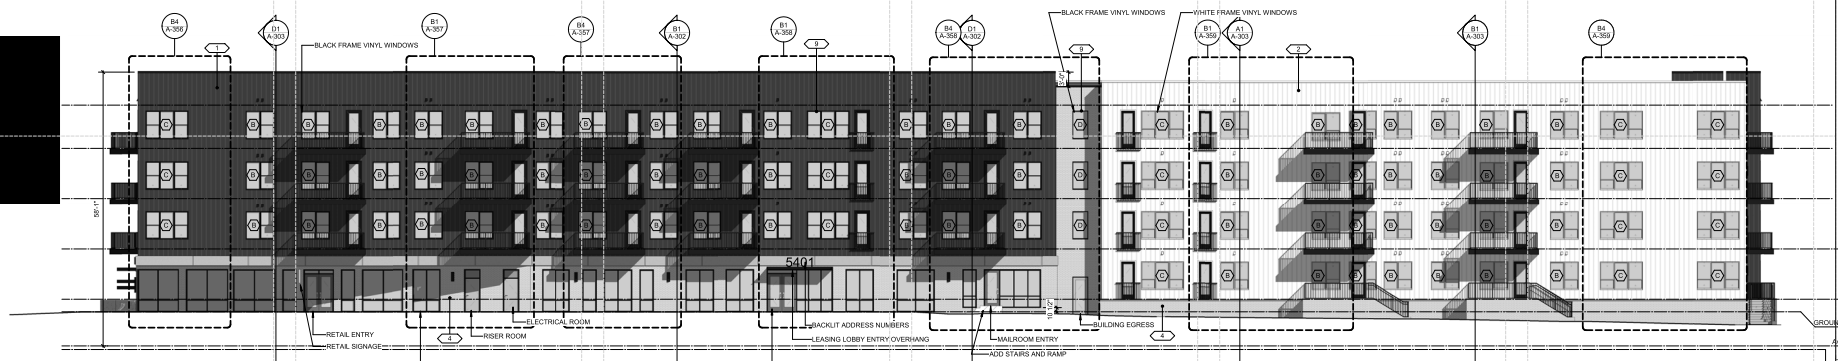 B4
A-356
1
D1
A-303
BLACK FRAME VINYL WINDOWS
B1
A-357
B4
A-357
B1
A-302
B1
A-358
9
B4
A-358
D1
A-302
BLACK FRAME VINYL WINDOWS
9
WHITE FRAME VINYL WINDOWS
B1
A-359
A1
A-303
2
B1
A-303
B4
A-359
58'-1"
C B B B B B B B B B C B B B D C B B B B B B B C C
C B B B B B B B B B C B B B D C B B B B B B B C C
C B B B B B B B B B C B B B D C B B B B B B B C C
5401
C B B B B B B B C C
RETAIL ENTRY
RETAIL SIGNAGE
4
RISER ROOM
ELECTRICAL ROOM
BACKLIT ADDRESS NUMBERS
LEASING LOBBY ENTRY OVERHANG
MAILROOM ENTRY
ADD STAIRS AND RAMP
BUILDING EGRESS
4
GROUN